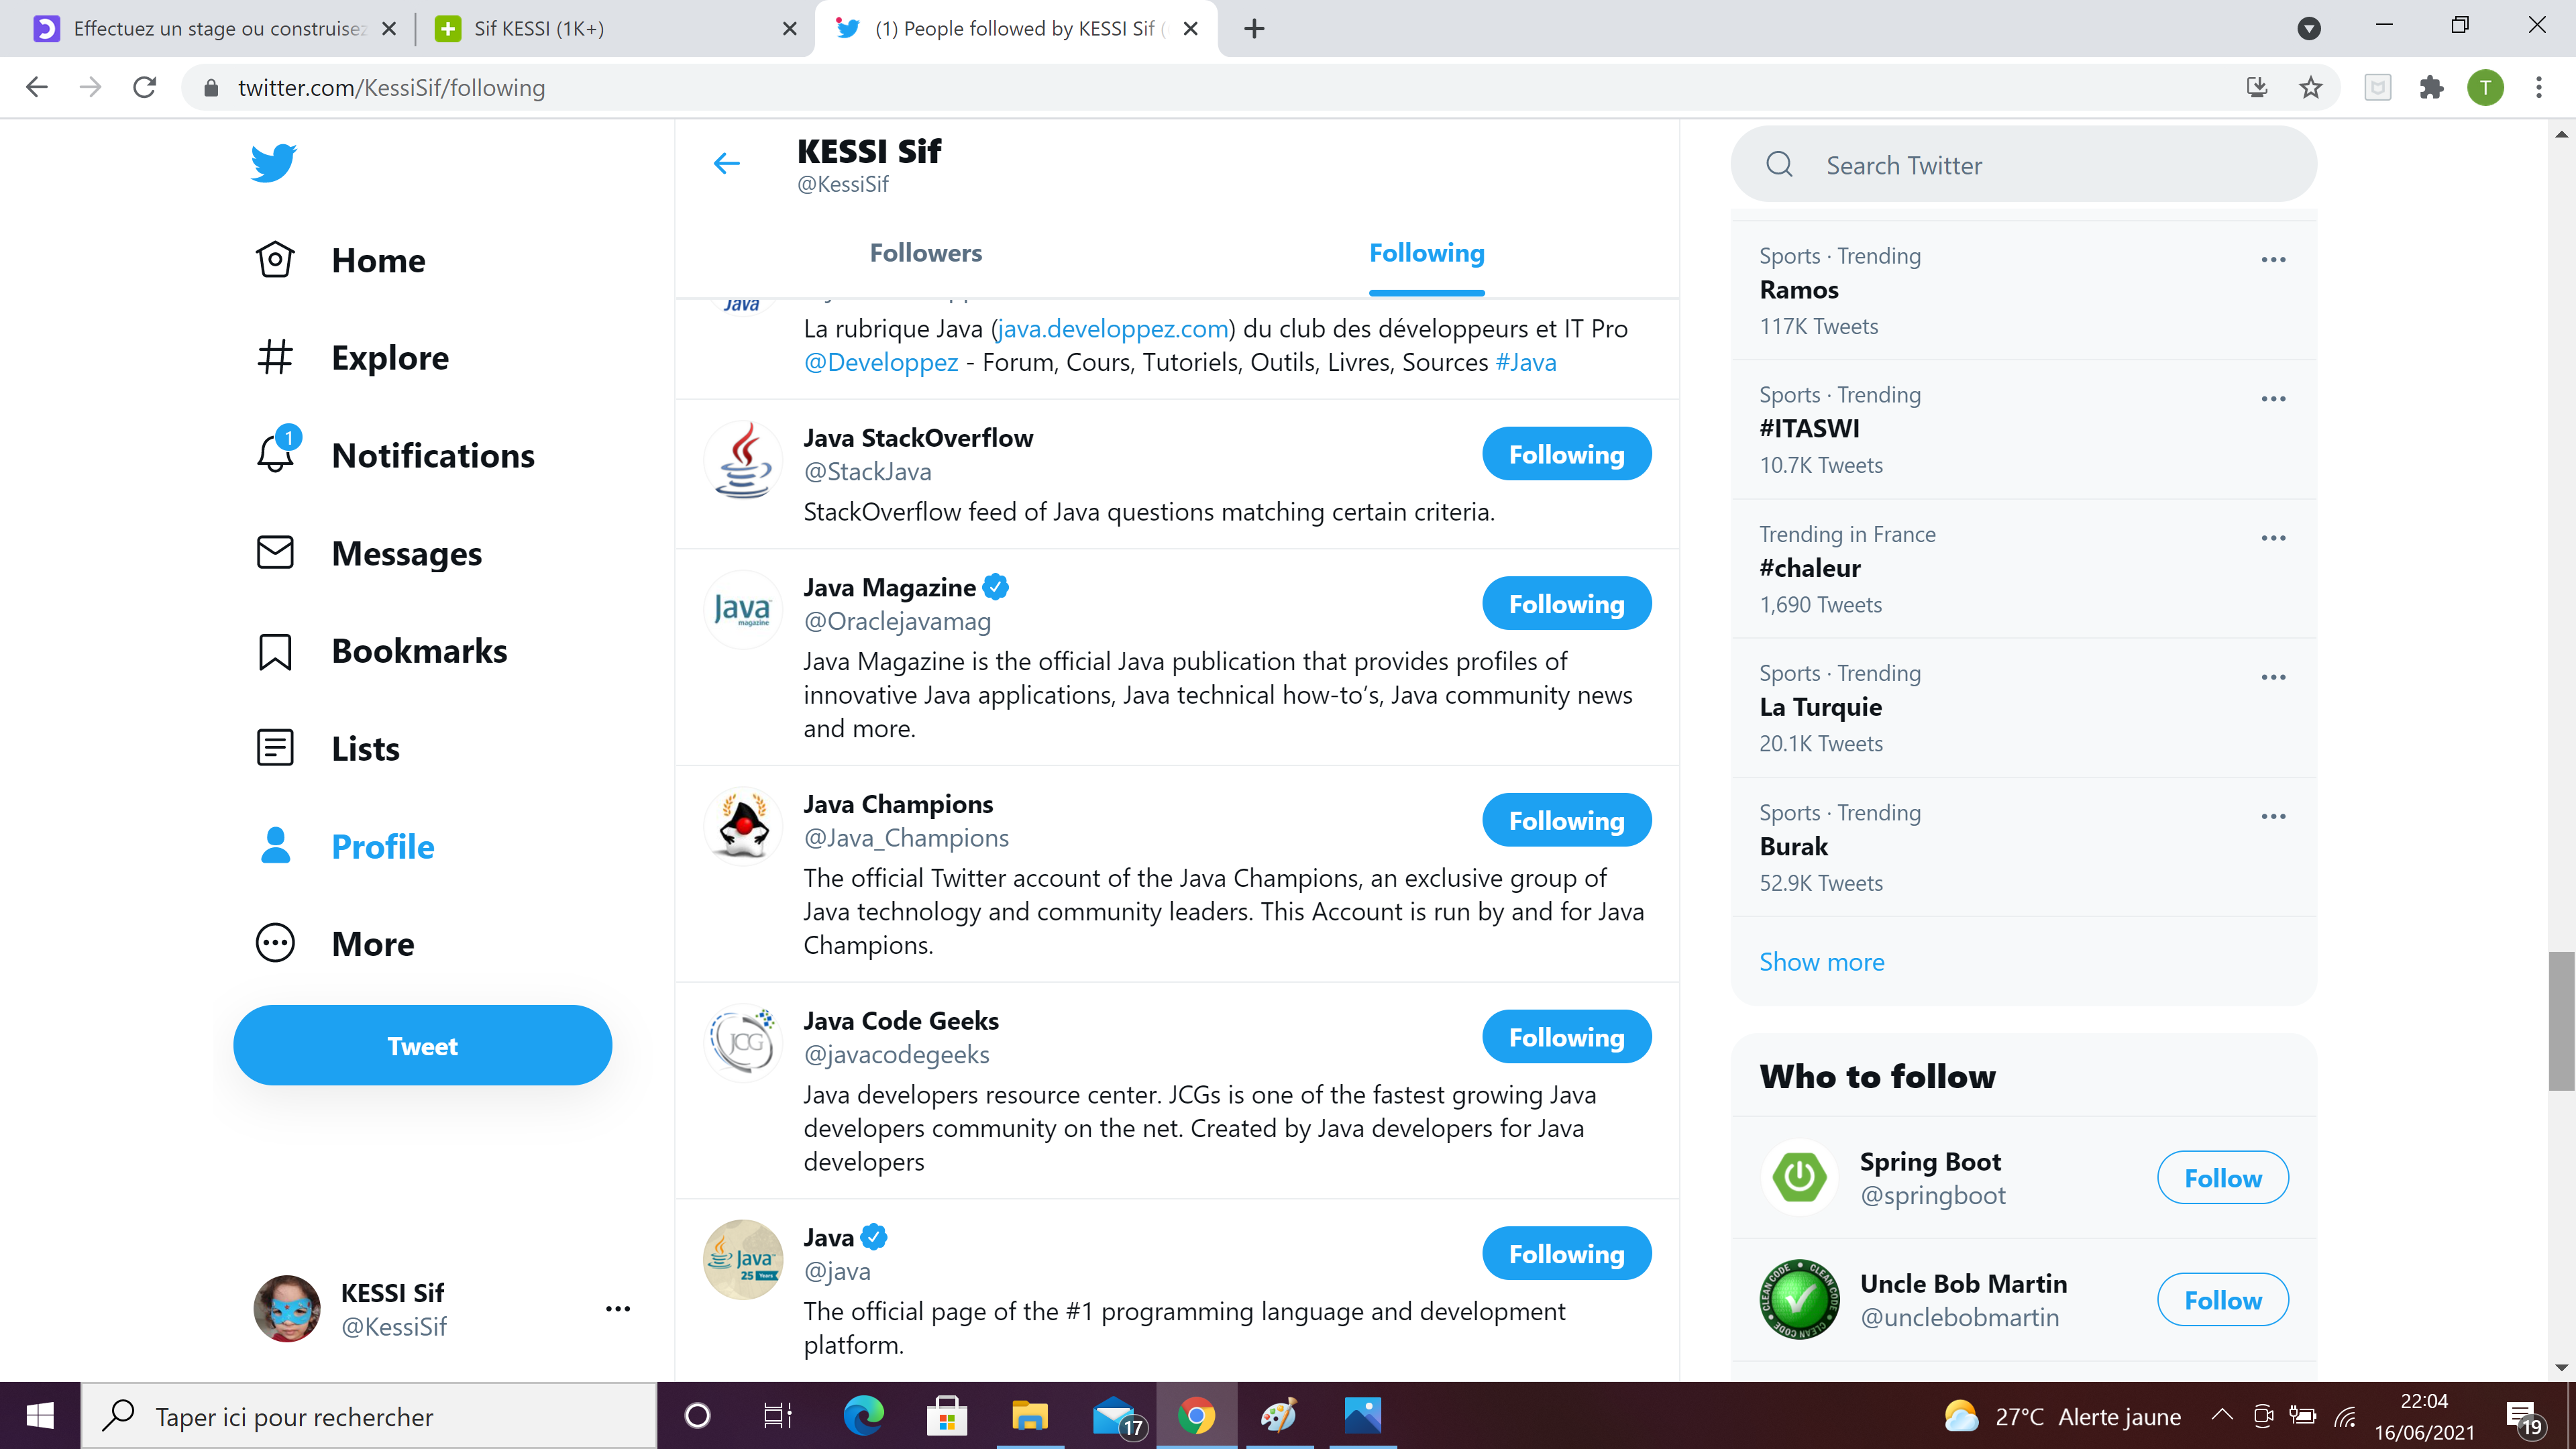 Effectuez un stage ou construisez
Sif KESSI (1K+)
(1) People followed by KESSI Sif (
twitter.com/KessiSif/following
T
Home
Explore
1
Notifications
Messages
Bookmarks
Lists
Profile
More
Tweet
KESSI Sif
@KessiSif
KESSI Sif
@KessiSif
Followers
Following
Java
La rubrique Java (java.developpez.com) du club des développeurs et IT Pro
@Developpez - Forum, Cours, Tutoriels, Outils, Livres, Sources #Java
Java StackOverflow
@StackJava
Following
StackOverflow feed of Java questions matching certain criteria.
Java magazine
Java Magazine
@Oraclejavamag
Following
Java Magazine is the official Java publication that provides profiles of
innovative Java applications, Java technical how-to's, Java community news
and more.
Java Champions
@Java_Champions
Following
The official Twitter account of the Java Champions, an exclusive group of
Java technology and community leaders. This Account is run by and for Java
Champions.
JCG
Java Code Geeks
@javacodegeeks
Following
Java developers resource center. JCGs is one of the fastest growing Java
developers community on the net. Created by Java developers for Java
developers
Java
25 Years
Java
@java
Following
The official page of the #1 programming language and development
platform.
Search Twitter
Sports · Trending
Ramos
117K Tweets
Sports · Trending
#ITASWI
10.7K Tweets
Trending in France
#chaleur
1,690 Tweets
Sports · Trending
La Turquie
20.1K Tweets
Sports · Trending
Burak
52.9K Tweets
Show more
Who to follow
Spring Boot
@springboot
Follow
CLEAN CODE CLEAN CODE CLEAN CODE
Uncle Bob Martin
@unclebobmartin
Follow
Taper ici pour rechercher
17
27°C Alerte jaune
22:04
16/06/2021
19